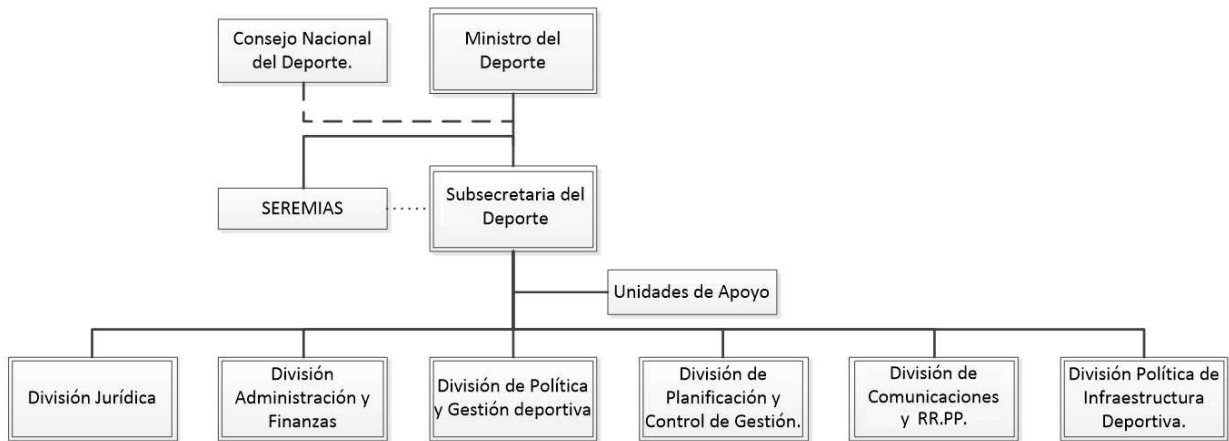 Consejo Nacional
del Deporte.
Ministro del
Deporte
SEREMIAS
Subsecretaria del
Deporte
Unidades de Apoyo
División Jurídica
División
Administración y
Finanzas
División de Política
y Gestión deportiva
División de
Planificación y
Control de Gestión.
División de
Comunicaciones
y RR.PP.
División Política de
Infraestructura
Deportiva.